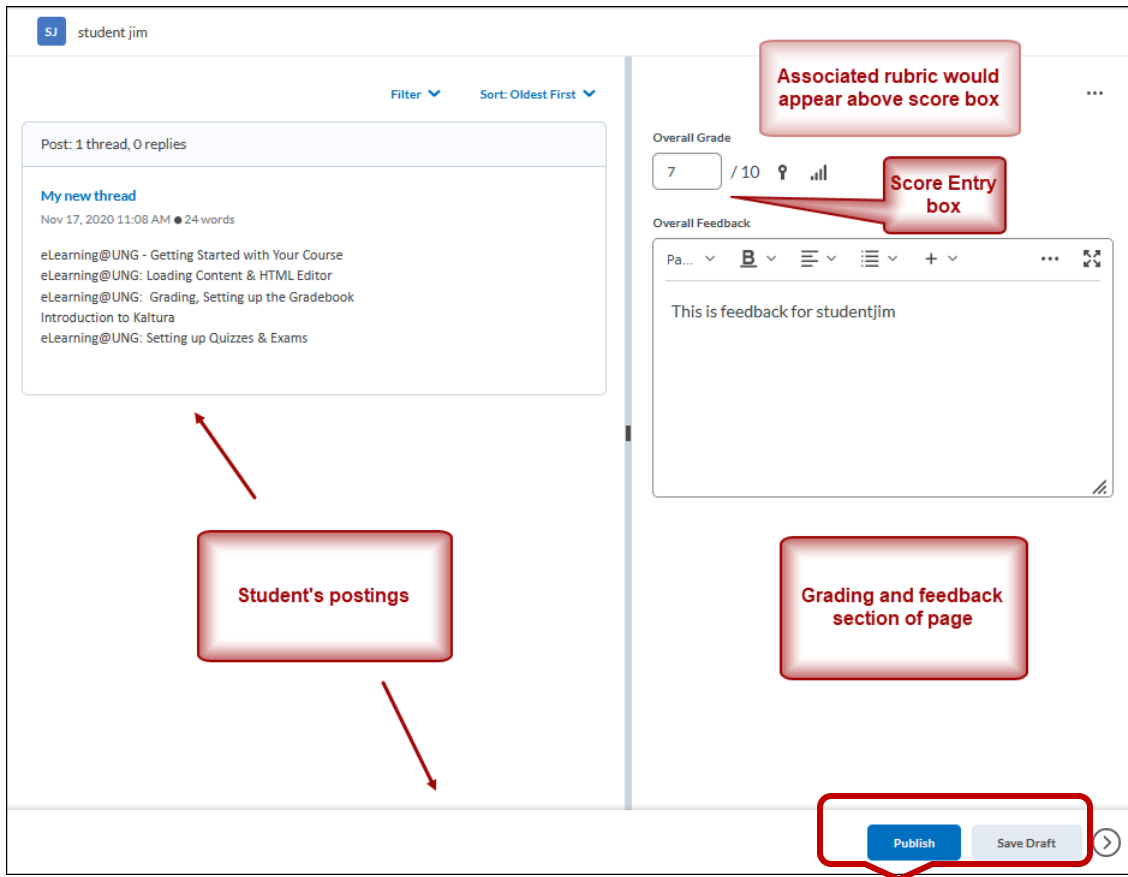 SJ student jim
Filter Sort: Oldest First
Post: 1 thread, 0 replies
My new thread
Nov 17, 2020 11:08 AM ● 24 words
eLearning@UNG - Getting Started with Your Course
eLearning@UNG: Loading Content & HTML Editor
eLearning@UNG:  Grading, Setting up the Gradebook
Introduction to Kaltura
eLearning@UNG: Setting up Quizzes & Exams
Student's postings
Associated rubric would
appear above score box
...
Overall Grade
7 / 10
Score Entry
box
Overall Feedback
Pa... B + ...
This is feedback for studentjim
Grading and feedback
section of page
Publish Save Draft